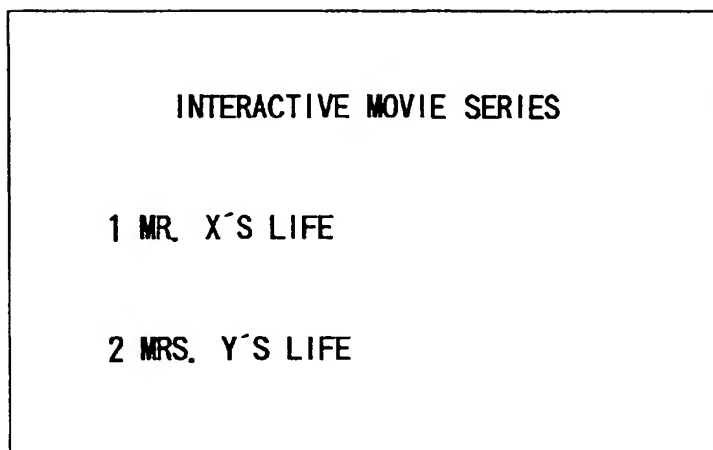 INTERACTIVE MOVIE SERIES
1 MR. X´S LIFE
2 MRS. Y´S LIFE